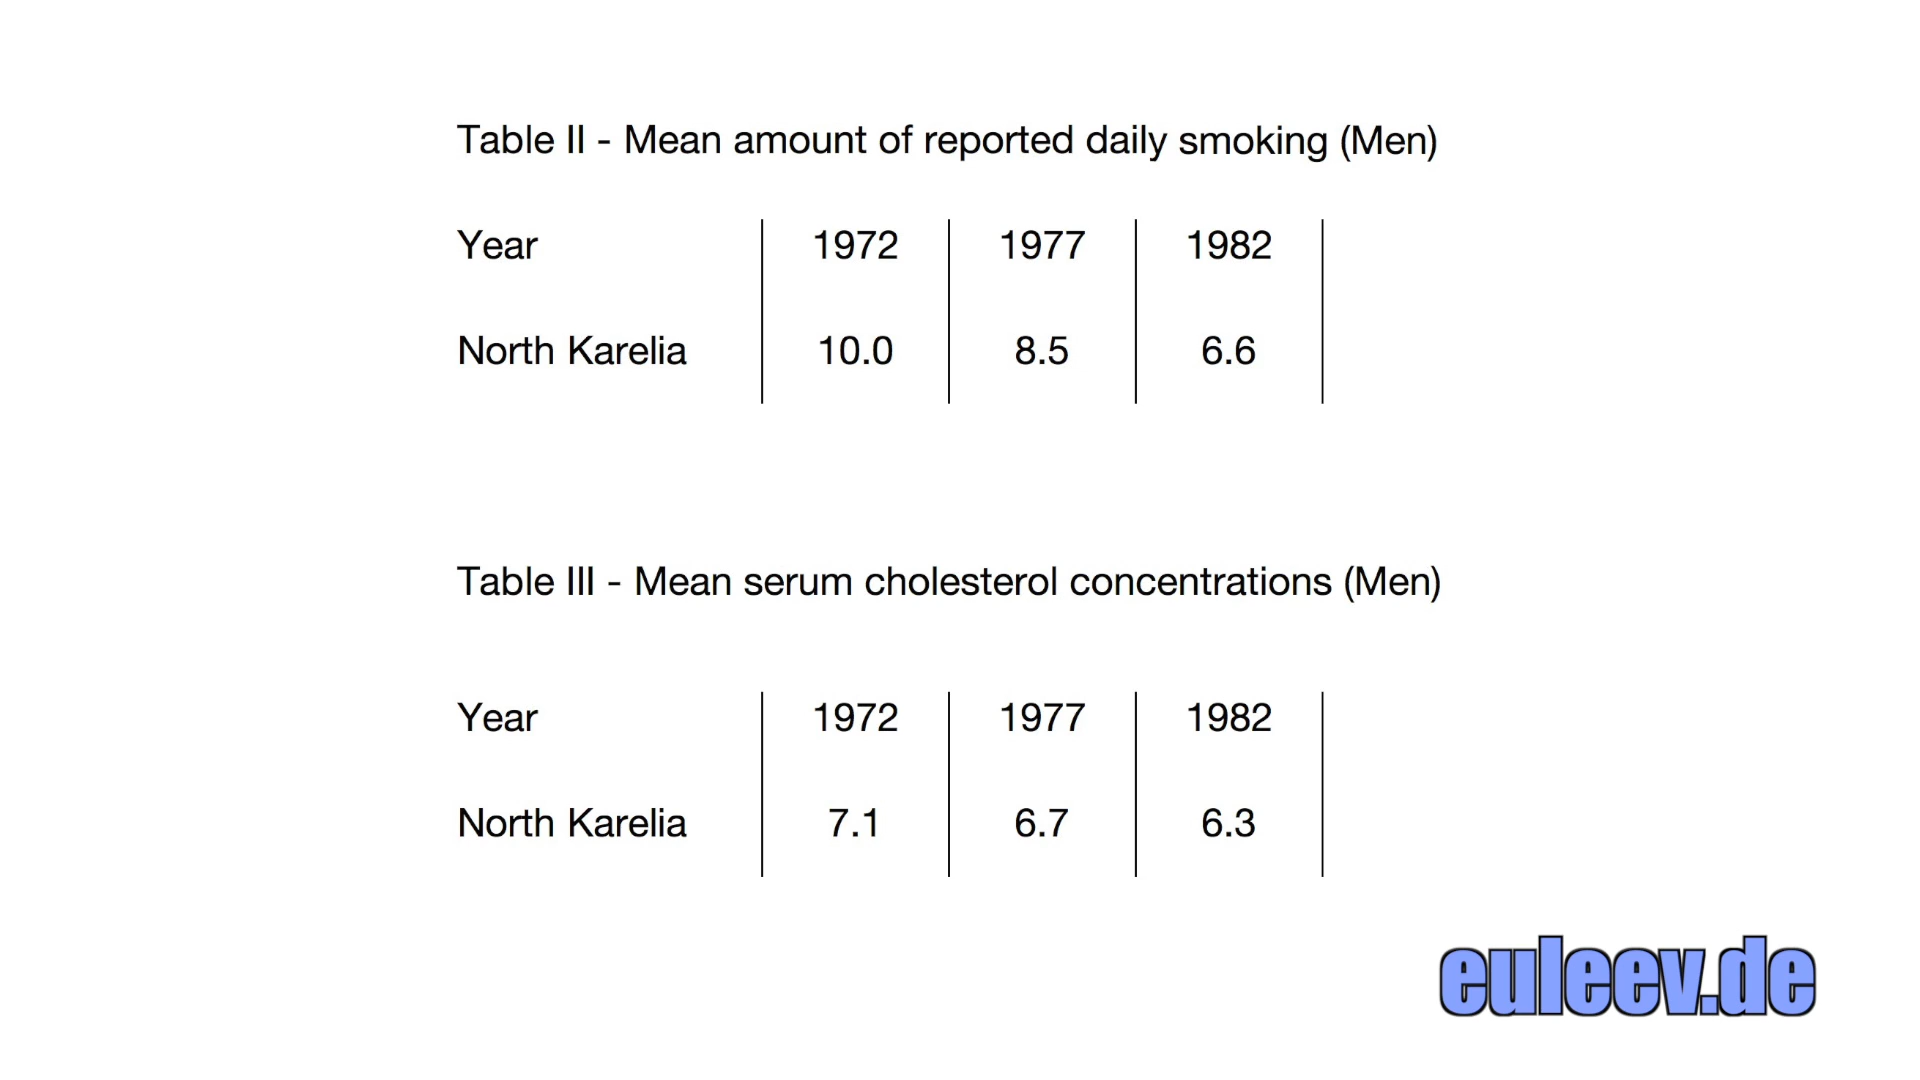 Table II - Mean amount of reported daily smoking (Men)
Year 1972 1977 1982
North Karelia 10.0 8.5 6.6
Table III - Mean serum cholesterol concentrations (Men)
Year 1972 1977 1982
North Karelia 7.1 6.7 6.3
euleev.de